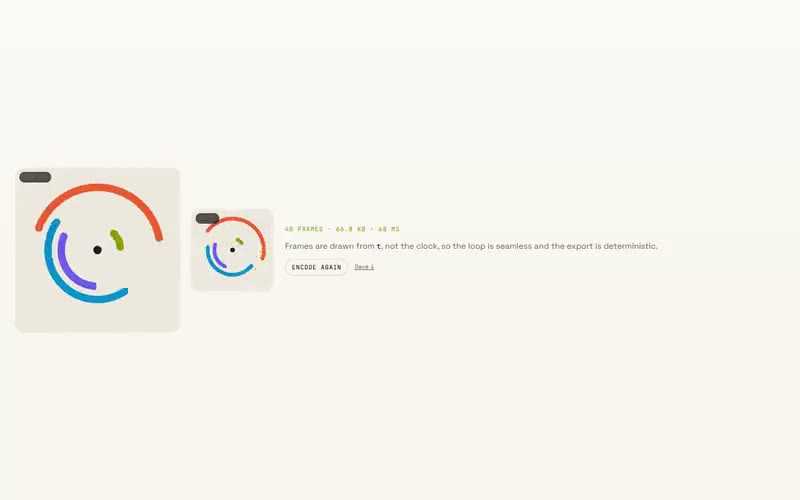 48 FRAMES · 66.8 KB · 68 MS
Frames are drawn from t, not the clock, so the loop is seamless and the export is deterministic.
ENCODE AGAIN
Save ↓